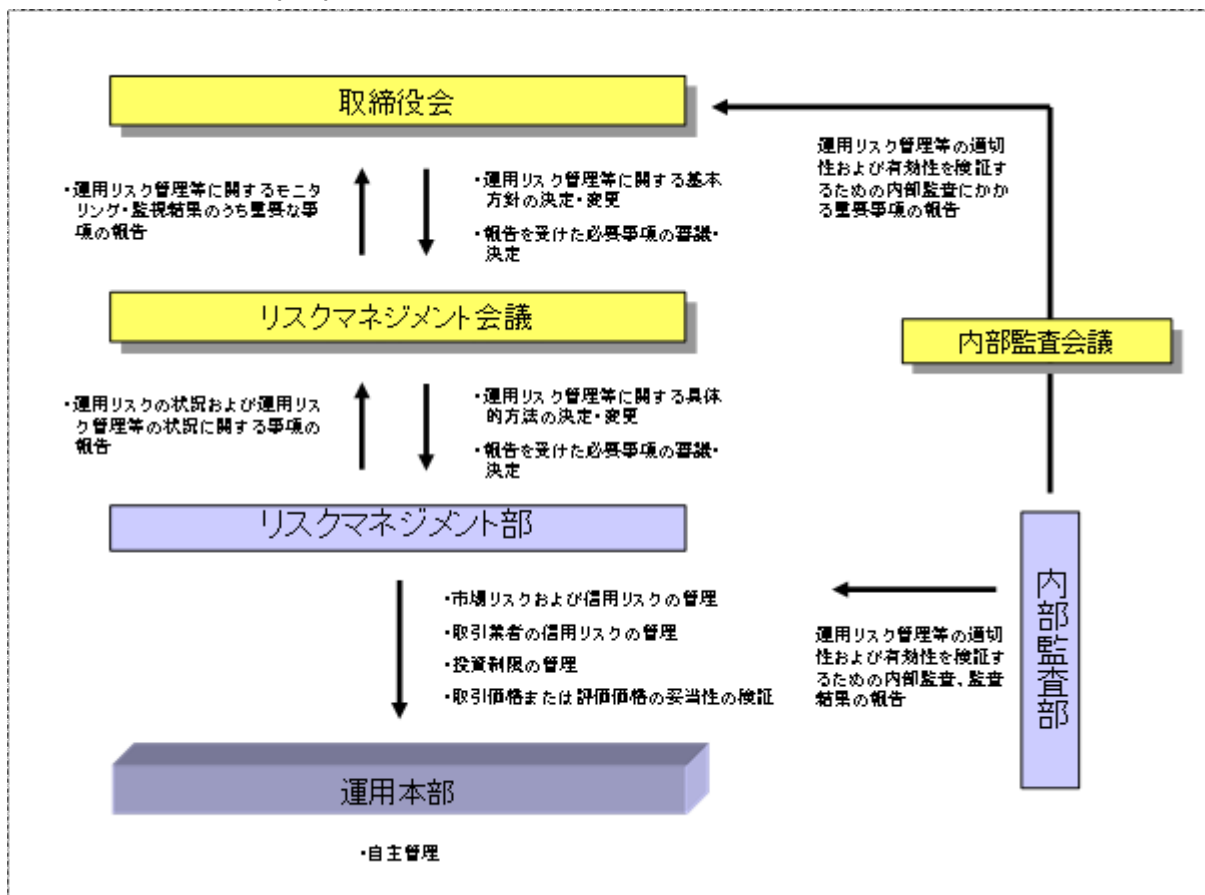 取締役会
・運用リスク管理等に関するモニ
タリング・監視結果のうち重要な事
項の報告
・運用リスク管理等に関する基本
方針の決定・変更
・報告を受けた必要事項の審議・
決定
運用リスク管理等の適切
性および有効性を検証す
るための内部監査にかか
る重要事項の報告
リスクマネジメント会議
内部監査会議
・運用リスクの状況および運用リス
ク管理等の状況に関する事項の
報告
・運用リスク管理等に関する具体
的方法の決定・変更
・報告を受けた必要事項の審議・
決定
リスクマネジメント部
内部監査部
・市場リスクおよび信用リスクの管理
・取引業者の信用リスクの管理
・投資制限の管理
・取引価格または評価価格の妥当性の検証
運用リスク管理等の適切
性および有効性を検証す
るための内部監査、監査
結果の報告
運用本部
・自主管理